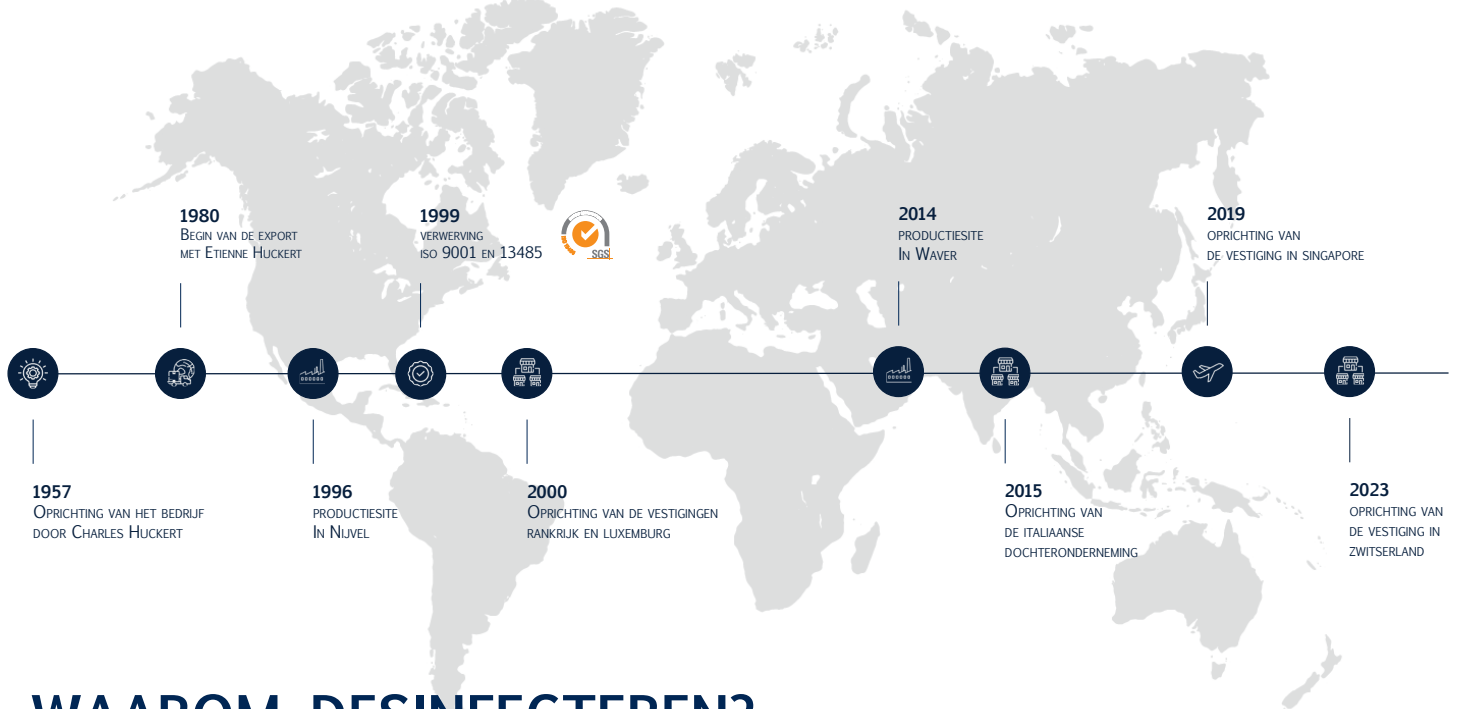 1980
Begin van de export
met Etienne Huckert
1999
verwerving
iso 9001 en 13485
SGS
2014
productiesite
In Waver
2019
oprichting van
de vestiging in singapore
1957
Oprichting van het bedrijf
door Charles Huckert
1996
productiesite
In Nijvel
2000
Oprichting van de vestigingen
rankrijk en luxemburg
2015
Oprichting van
de italiaanse
dochteronderneming
2023
oprichting van
de vestiging in
zwitserland
WAAROM DESINFECTEREN?